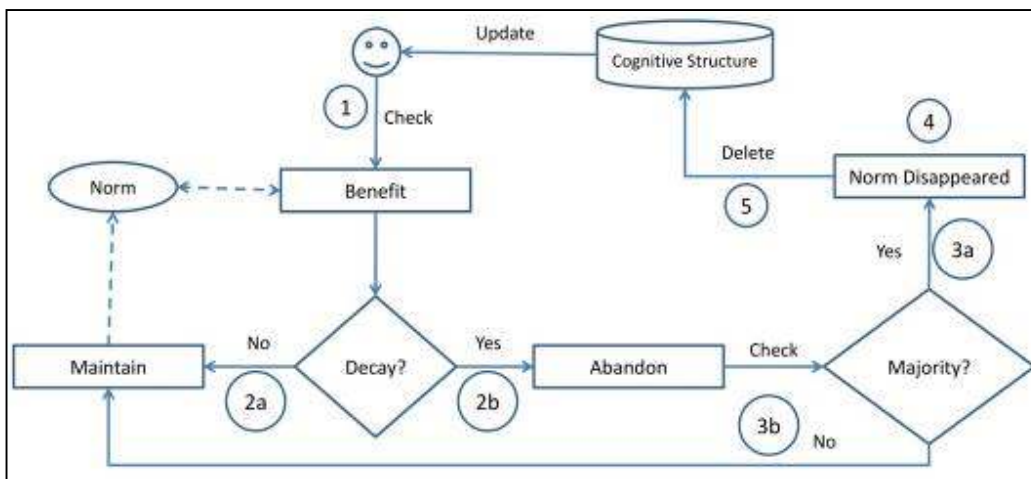 Update
Cognitive Structure
1
Check
4
Delete
Norm
Benefit
Norm Disappeared
5
Yes
3a
No
Yes
Check
Maintain
Decay?
Abandon
Majority?
2a
2b
3b
No